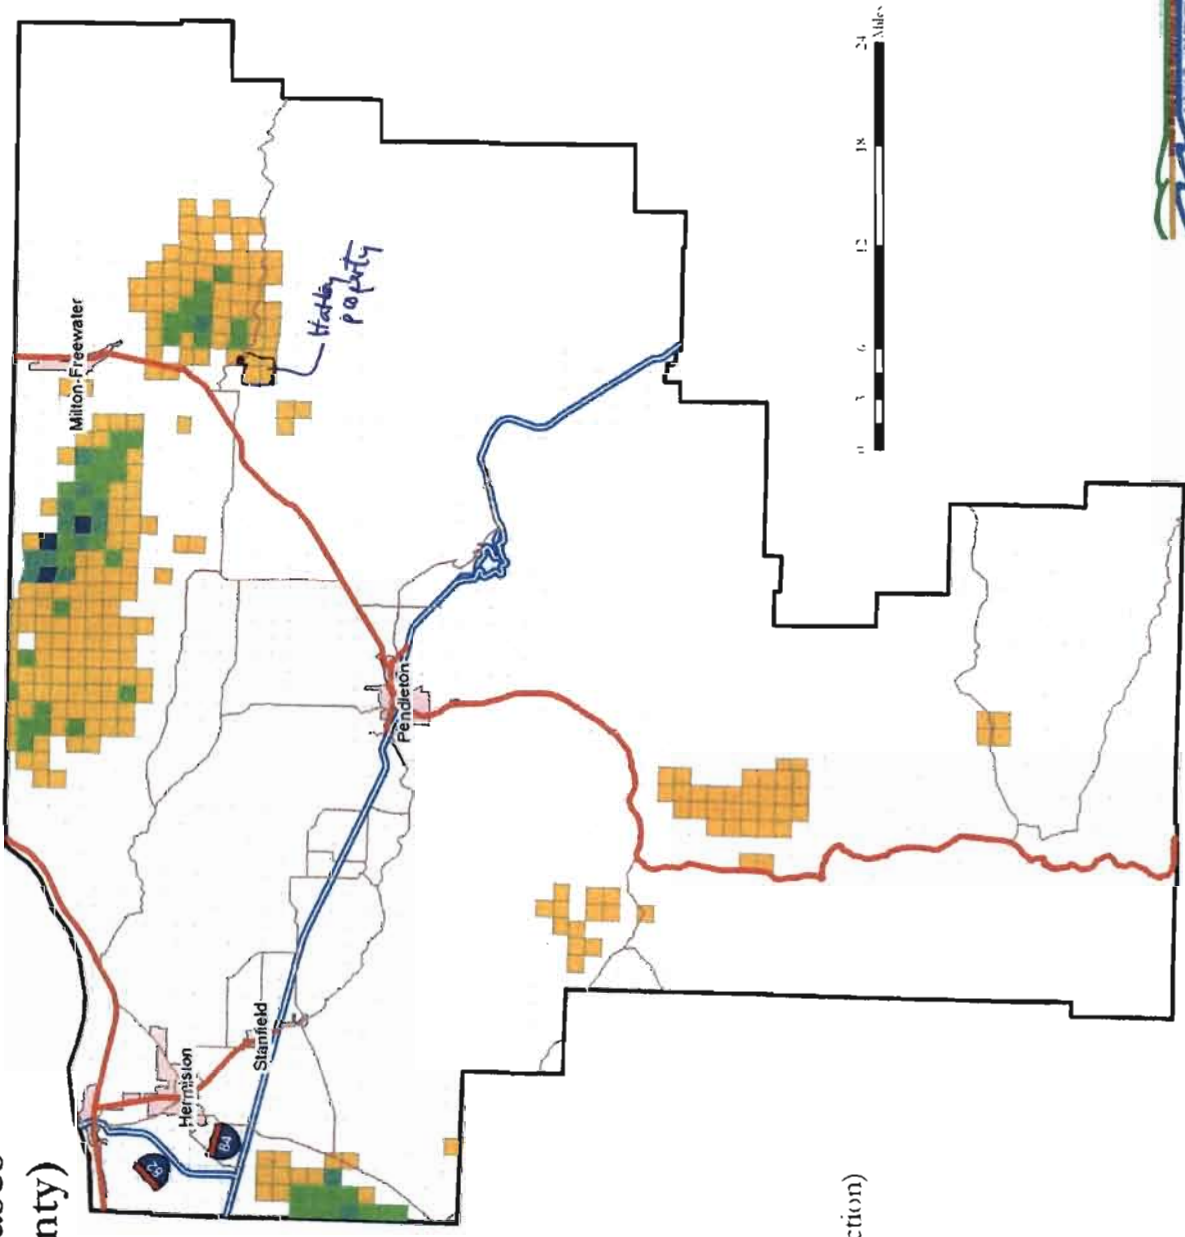 nty)
Milton-Freewater
Hatley
property
Pendleton
Stanfield
Hermiston
82
84
ction)
0 3 6 12 18 24
Miles